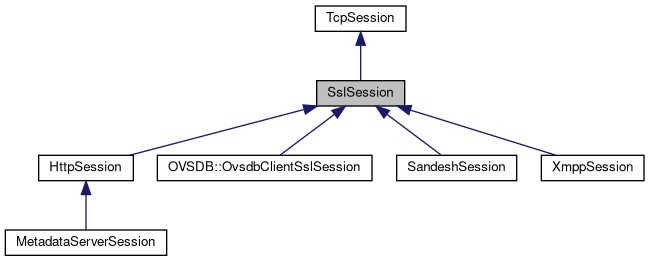 TcpSession
SslSession
HttpSession
OVSDB::OvsdbClientSslSession
SandeshSession
XmppSession
MetadataServerSession